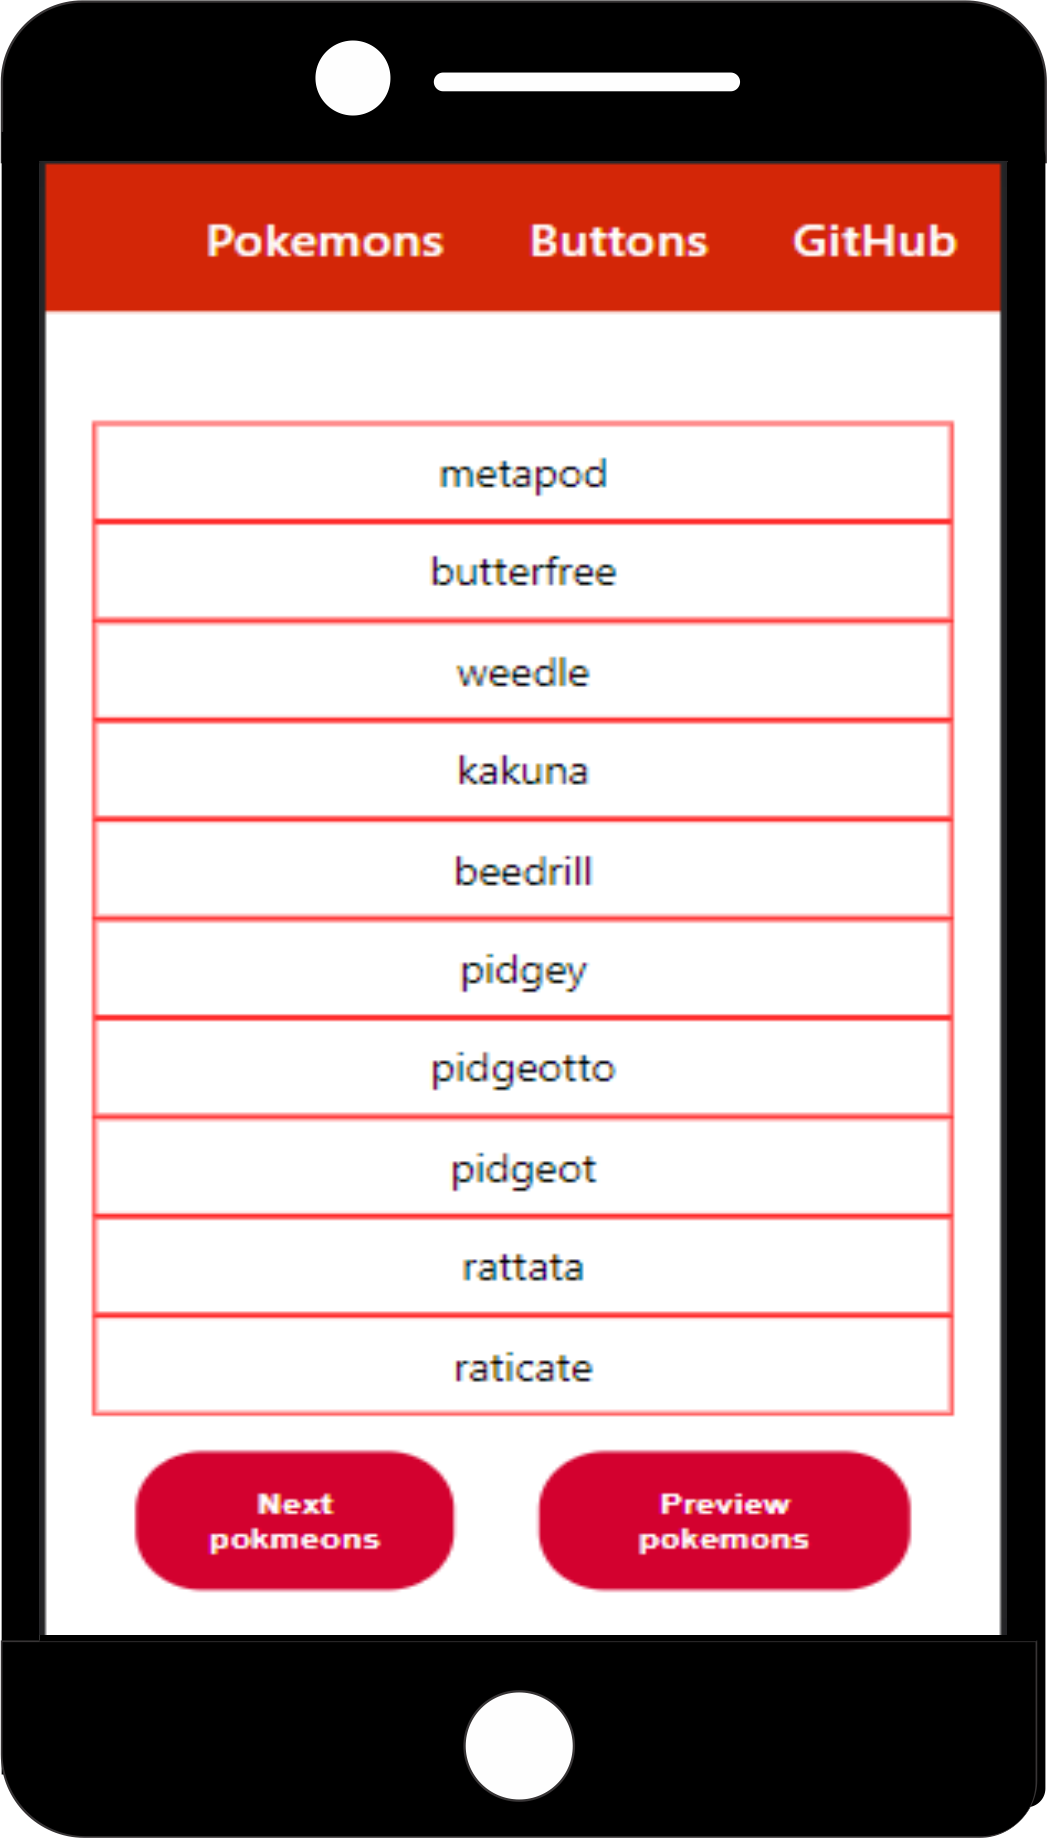 Pokemons Buttons GitHub
metapod
butterfree
weedle
kakuna
beedrill
pidgey
pidgeotto
pidgeot
rattata
raticate
Next
pokmeons
Preview
pokemons